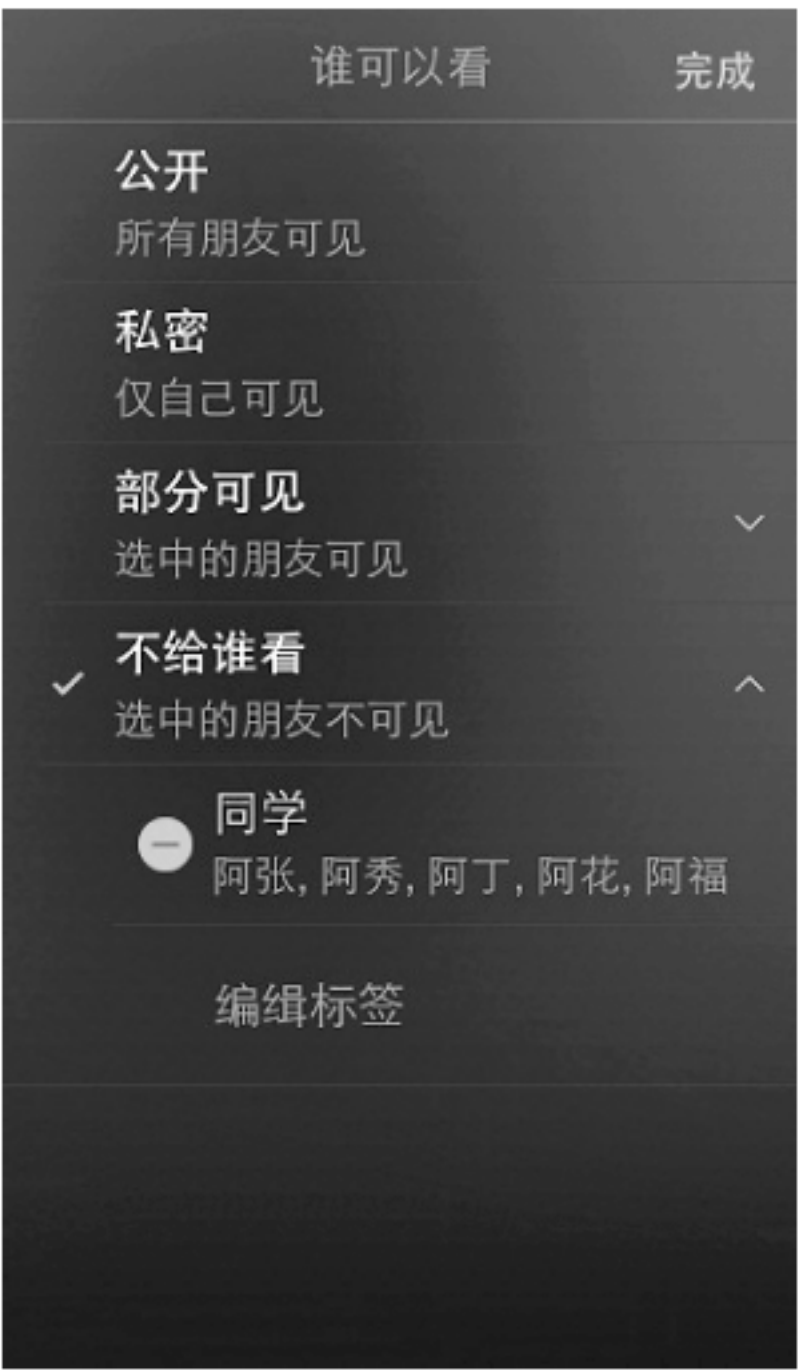 谁可以看 完成
公开
所有朋友可见
私密
仅自己可见
部分可见
选中的朋友可见
不给谁看
选中的朋友不可见
同学
阿张, 阿秀, 阿丁, 阿花, 阿福
编辑标签